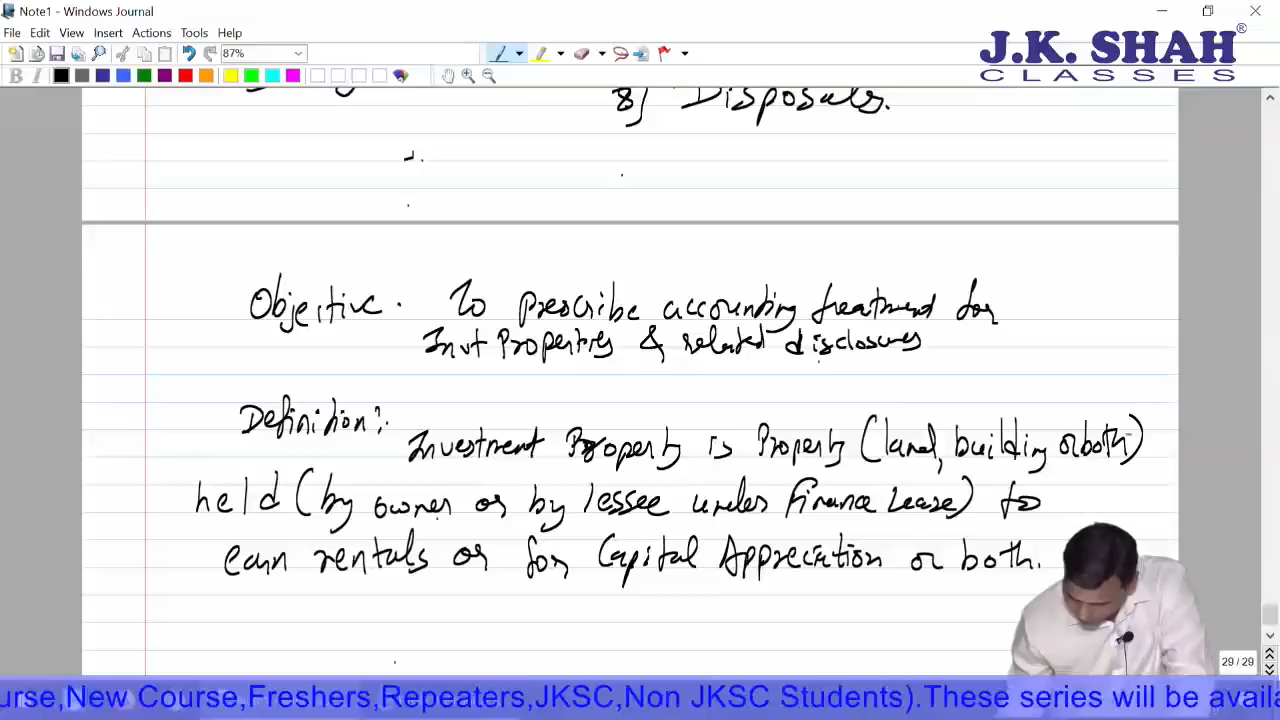 Note1 - Windows Journal
File Edit View Insert Actions Tools Help
87%
J.K. SHAH®
CLASSES
8) Disposals.
Objective. To prescribe accounting treatment for
Invt Properties & related disclosures
Definition:
Investment Property is Property (land, building or both)
held (by owner or by lessee under Finance Lease) to
earn rentals or for Capital Appreciation or both.
29 / 29
urse,New Course,Freshers,Repeaters,JKSC,Non JKSC Students).These series will be availa